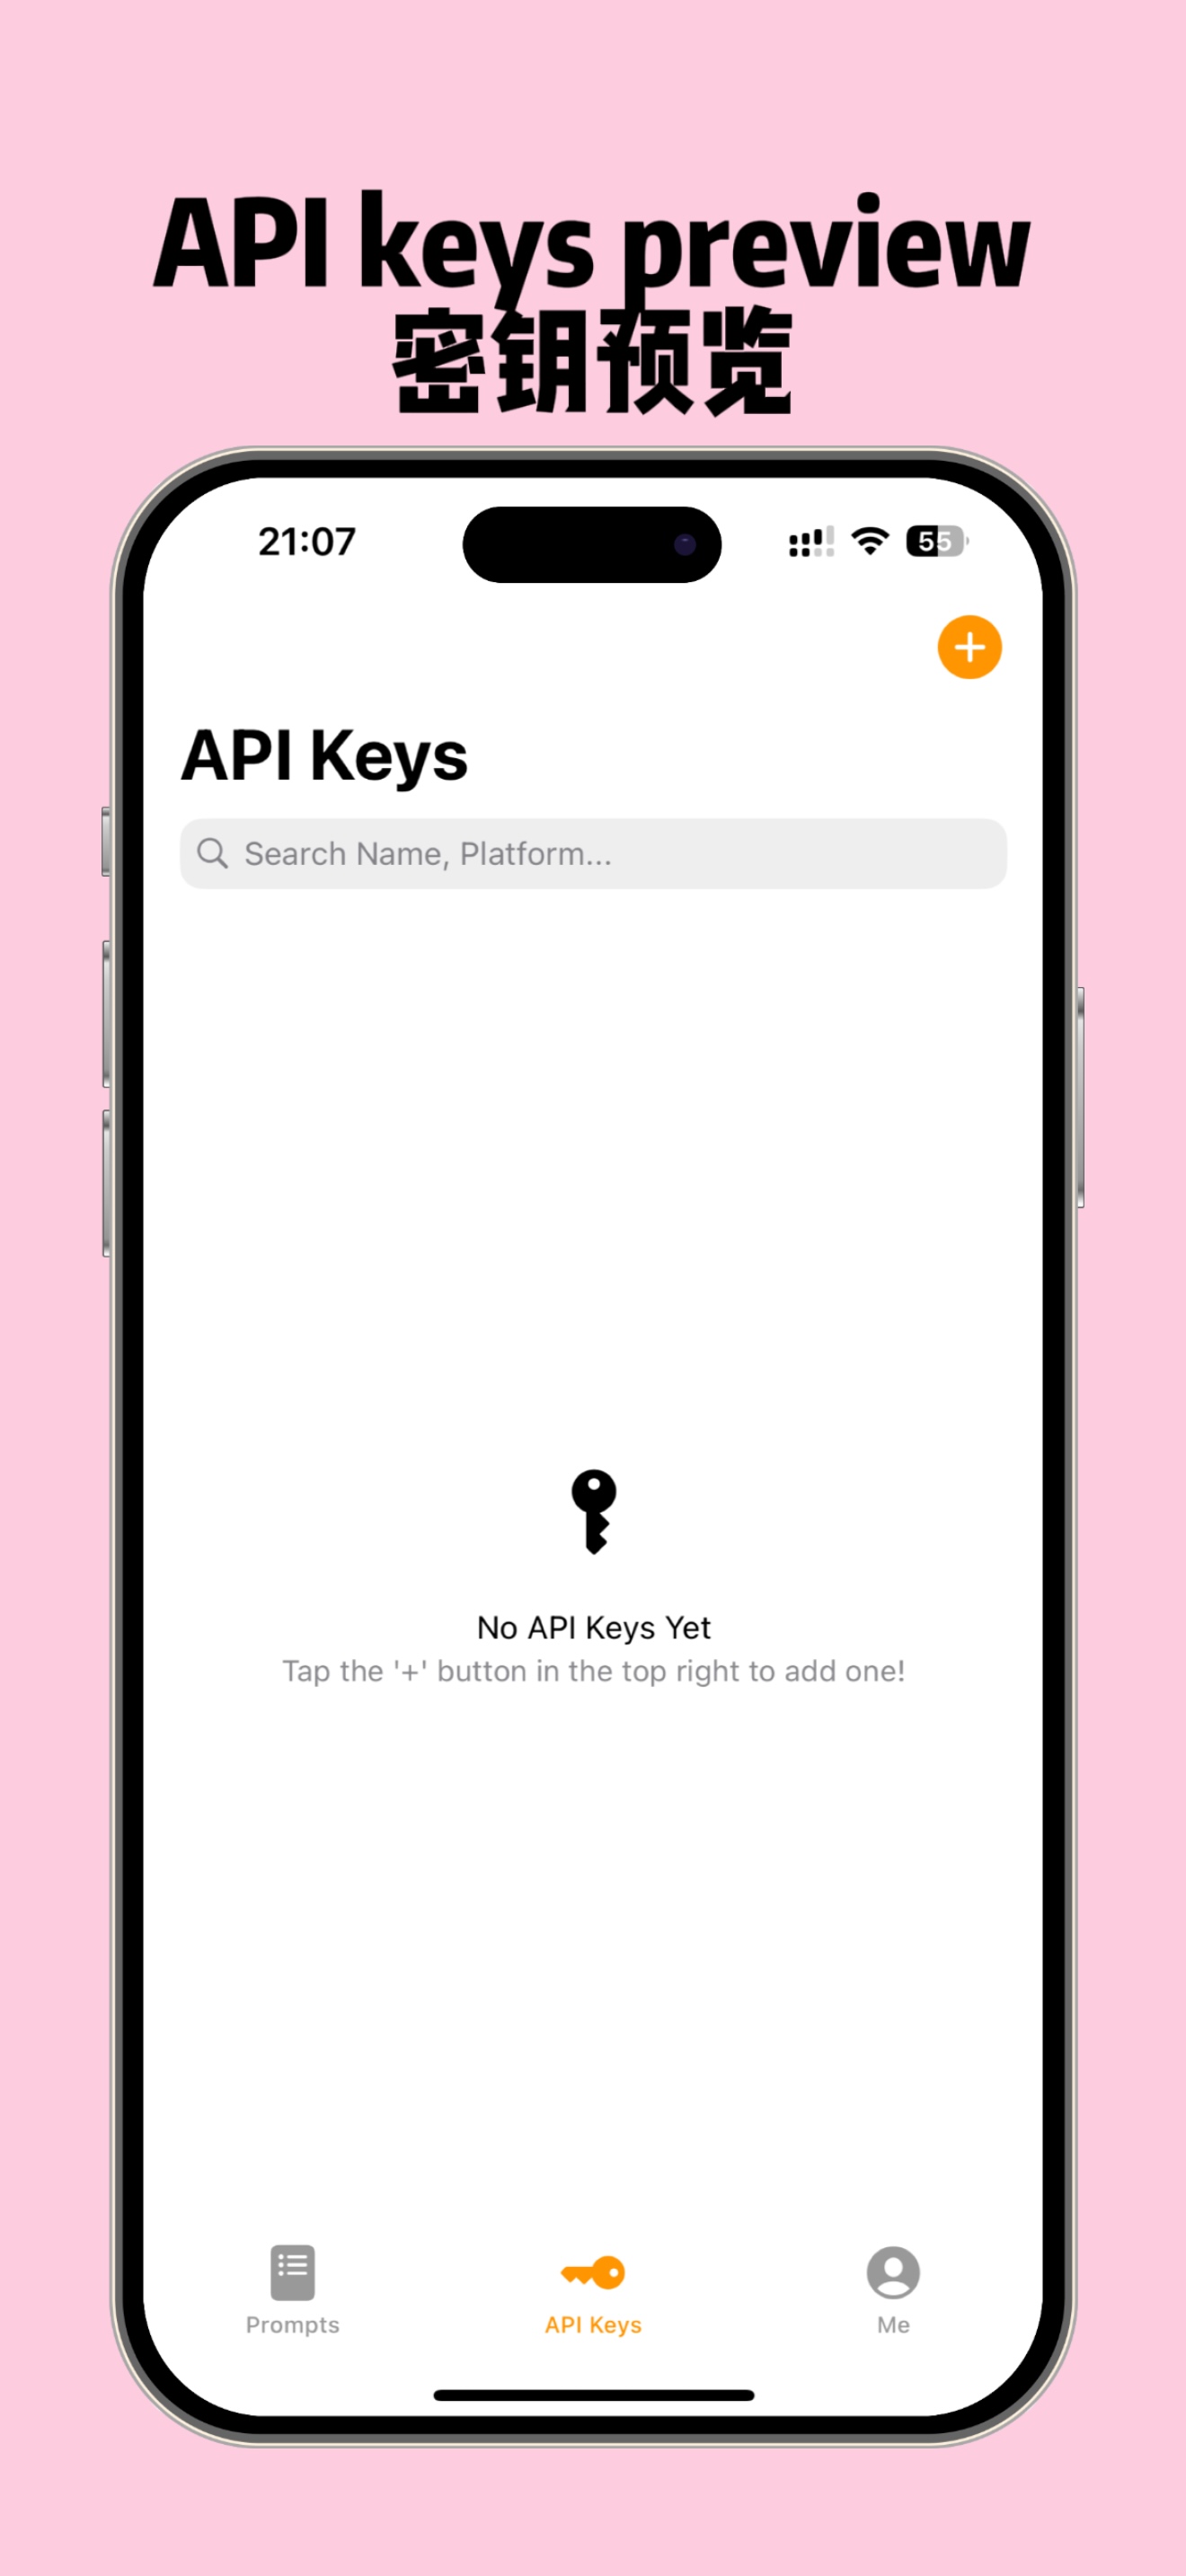 API keys preview
密钥预览
21:07
55
API Keys
Search Name, Platform...
No API Keys Yet
Tap the '+' button in the top right to add one!
Prompts
API Keys
Me